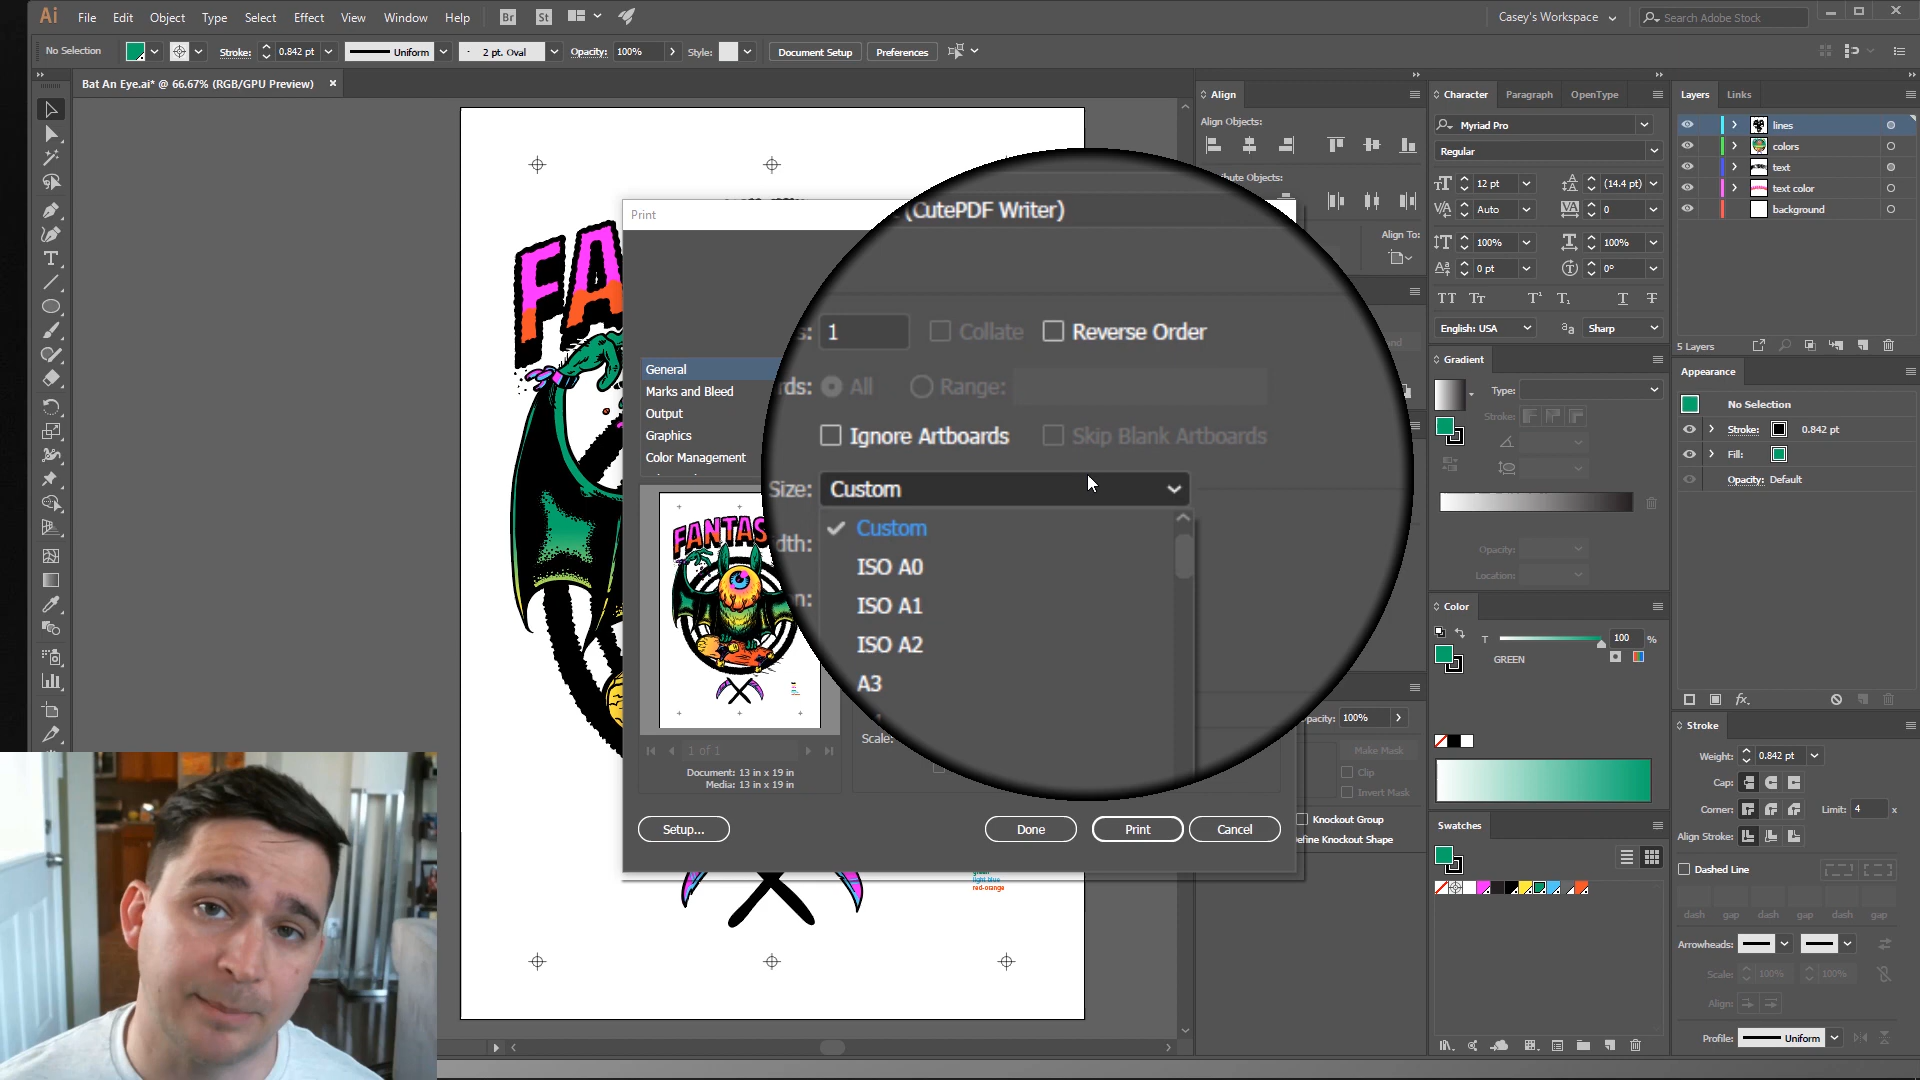 Ai File Edit Object Type Select Effect View Window Help Br St Casey's Workspace Search Adobe Stock
No Selection Stroke: 0.842 pt Uniform 2 pt. Oval Opacity: 100% Style: Document Setup Preferences
Bat An Eye.ai* @ 66.67% (RGB/GPU Preview)
FA
Print
(CutePDF Writer)
1 Collate Reverse Order
All Range:
Ignore Artboards Skip Blank Artboards
Size: Custom
Custom
ISO A0
ISO A1
ISO A2
A3
General
Marks and Bleed
Output
Graphics
Color Management
FANTAS
1 of 1
Document: 13 in x 19 in
Media: 13 in x 19 in
Scale:
Setup... Done Print Cancel
light blue
red-orange
Align
Align Objects:
Objects:
Align To:
100%
Make Mask
Clip
Invert Mask
Knockout Group
Knockout Shape
Character Paragraph OpenType
Myriad Pro
Regular
12 pt (14.4 pt)
Auto 0
100% 100%
0 pt 0°
English: USA Sharp
Gradient
Type:
Stroke:
Opacity:
Location:
Color
T 100 %
GREEN
Swatches
Layers Links
lines
colors
text
text color
background
5 Layers
Appearance
No Selection
Stroke: 0.842 pt
Fill:
Opacity: Default
Stroke
Weight: 0.842 pt
Cap:
Corner: Limit: 4 x
Align Stroke:
Dashed Line
dash gap dash gap dash gap
Arrowheads:
Scale: 100% 100%
Align:
Profile: Uniform